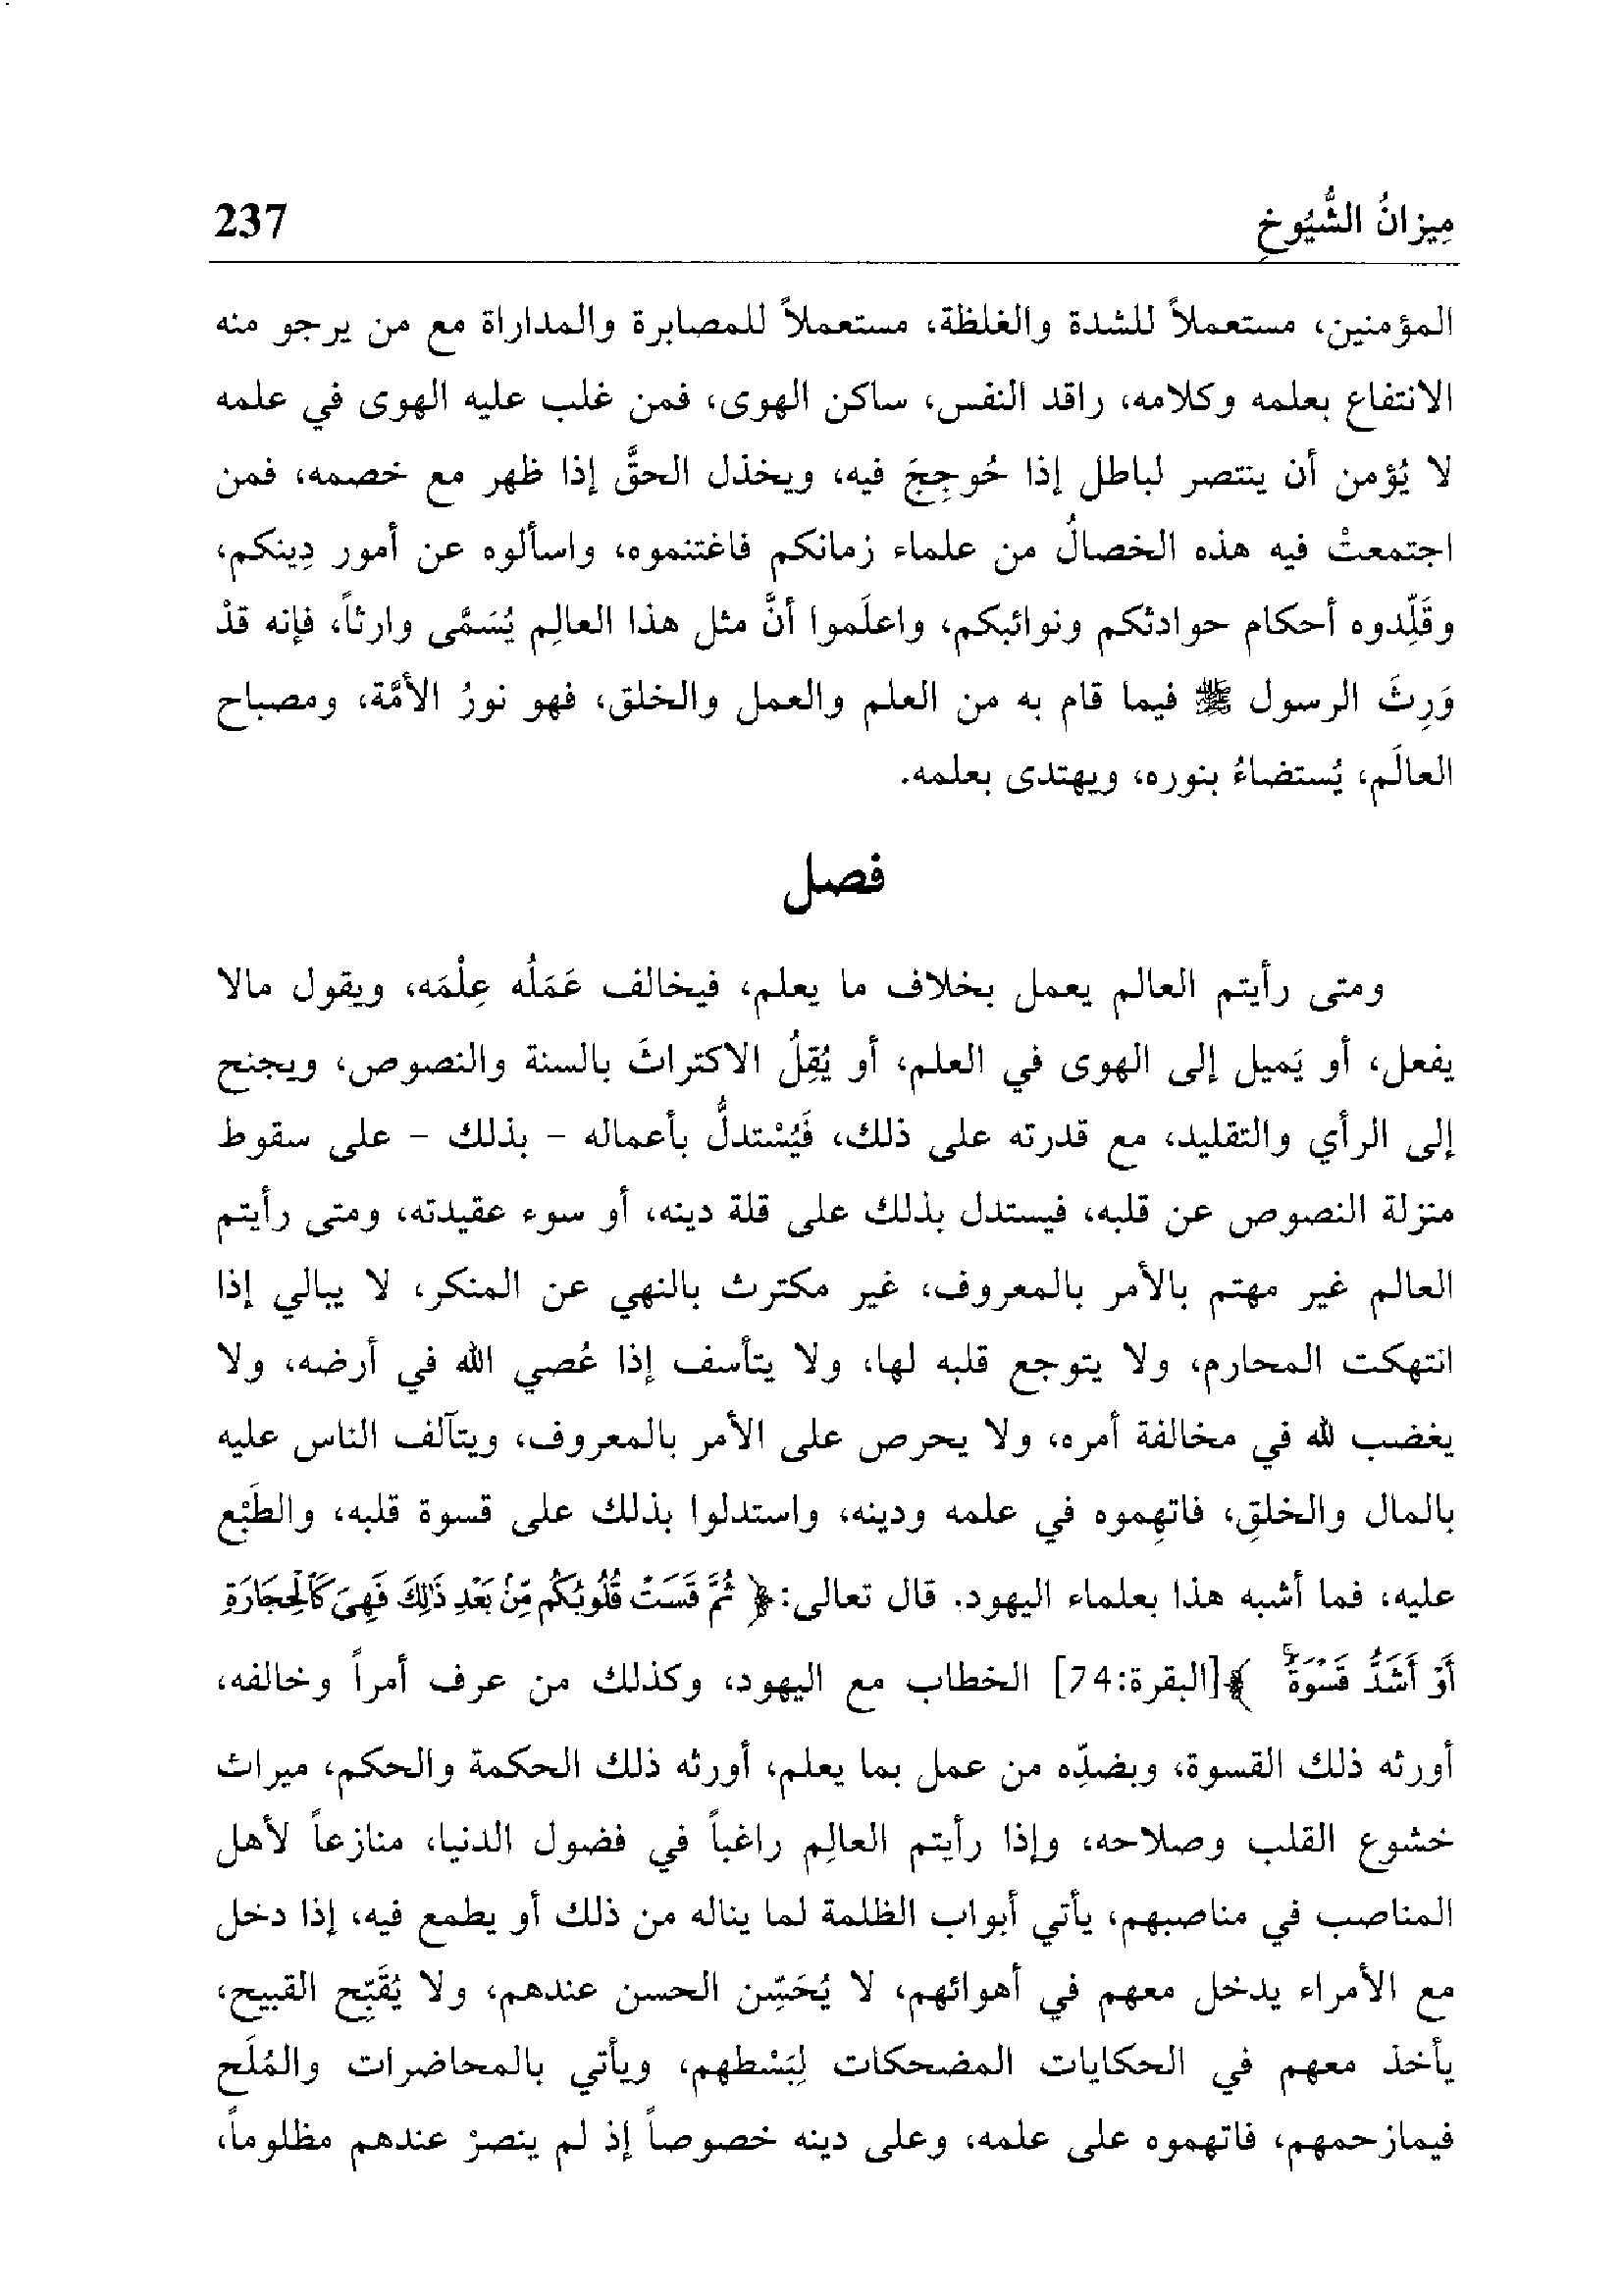 مِيزانُ الشُّيُوخِ 237
المؤمنين، مستعملاً للشدة والغلظة، مستعملاً للمصابرة والمداراة مع من يرجو منه
الانتفاع بعلمه وكلامه، راقد النفس، ساكن الهوى، فمن غلب عليه الهوى في علمه
لا يُؤمن أن ينتصر لباطل إذا حُوجِجَ فيه، ويخذل الحقَّ إذا ظهر مع خصمه، فمن
اجتمعتْ فيه هذه الخصالُ من علماء زمانكم فاغتنموه، واسألوه عن أمور دِينكم،
وقَلِّدوه أحكام حوادثكم ونوائبكم، واعلَموا أنَّ مثل هذا العالِم يُسَمَّى وارثاً، فإنه قدْ
وَرِثَ الرسول ﷺ فيما قام به من العلم والعمل والخلق، فهو نورُ الأمَّة، ومصباح
العالَم، يُستضاءُ بنوره، ويهتدى بعلمه.
فصل
ومتى رأيتم العالم يعمل بخلاف ما يعلم، فيخالف عَمَلُه عِلْمَه، ويقول مالا
يفعل، أو يَميل إلى الهوى في العلم، أو يُقِلُ الاكتراثَ بالسنة والنصوص، ويجنح
إلى الرأي والتقليد، مع قدرته على ذلك، فَيُسْتدلُّ بأعماله - بذلك - على سقوط
منزلة النصوص عن قلبه، فيستدل بذلك على قلة دينه، أو سوء عقيدته، ومتى رأيتم
العالم غير مهتم بالأمر بالمعروف، غير مكترث بالنهي عن المنكر، لا يبالي إذا
انتهكت المحارم، ولا يتوجع قلبه لها، ولا يتأسف إذا عُصي الله في أرضه، ولا
يغضب لله في مخالفة أمره، ولا يحرص على الأمر بالمعروف، ويتآلف الناس عليه
بالمال والخلقِ، فاتهِموه في علمه ودينه، واستدلوا بذلك على قسوة قلبه، والطَبْع
عليه، فما أشبه هذا بعلماء اليهود. قال تعالى:﴿ ثُمَّ قَسَتْ قُلُوبُكُم مِّنْ بَعْدِ ذَٰلِكَ فَهِىَ كَٱلْحِجَارَةِ
أَوْ أَشَدُّ قَسْوَةً ۚ ﴾[البقرة:74] الخطاب مع اليهود، وكذلك من عرف أمراً وخالفه،
أورثه ذلك القسوة، وبضدِّه من عمل بما يعلم، أورثه ذلك الحكمة والحكم، ميراث
خشوع القلب وصلاحه، وإذا رأيتم العالِم راغباً في فضول الدنيا، منازعاً لأهل
المناصب في مناصبهم، يأتي أبواب الظلمة لما يناله من ذلك أو يطمع فيه، إذا دخل
مع الأمراء يدخل معهم في أهوائهم، لا يُحَسِّن الحسن عندهم، ولا يُقَبِّح القبيح،
يأخذ معهم في الحكايات المضحكات لِبَسْطهم، ويأتي بالمحاضرات والمُلَح
فيمازحمهم، فاتهموه على علمه، وعلى دينه خصوصاً إذ لم ينصرْ عندهم مظلوماً،